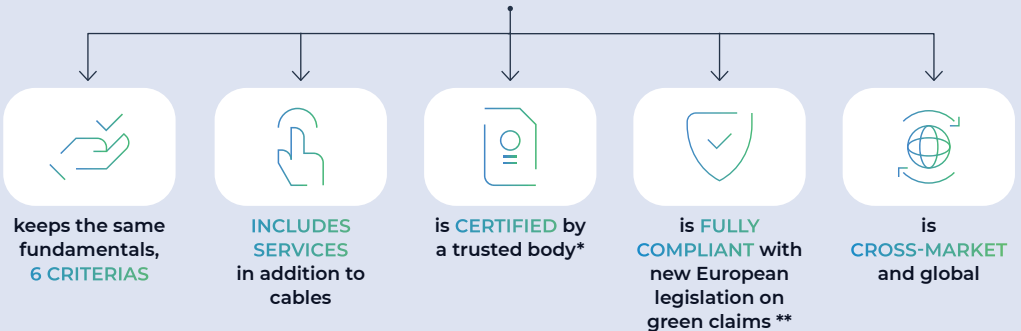 keeps the same
fundamentals,
6 CRITERIAS
INCLUDES
SERVICES
in addition to
cables
is CERTIFIED by
a trusted body*
is FULLY
COMPLIANT with
new European
legislation on
green claims **
is
CROSS-MARKET
and global